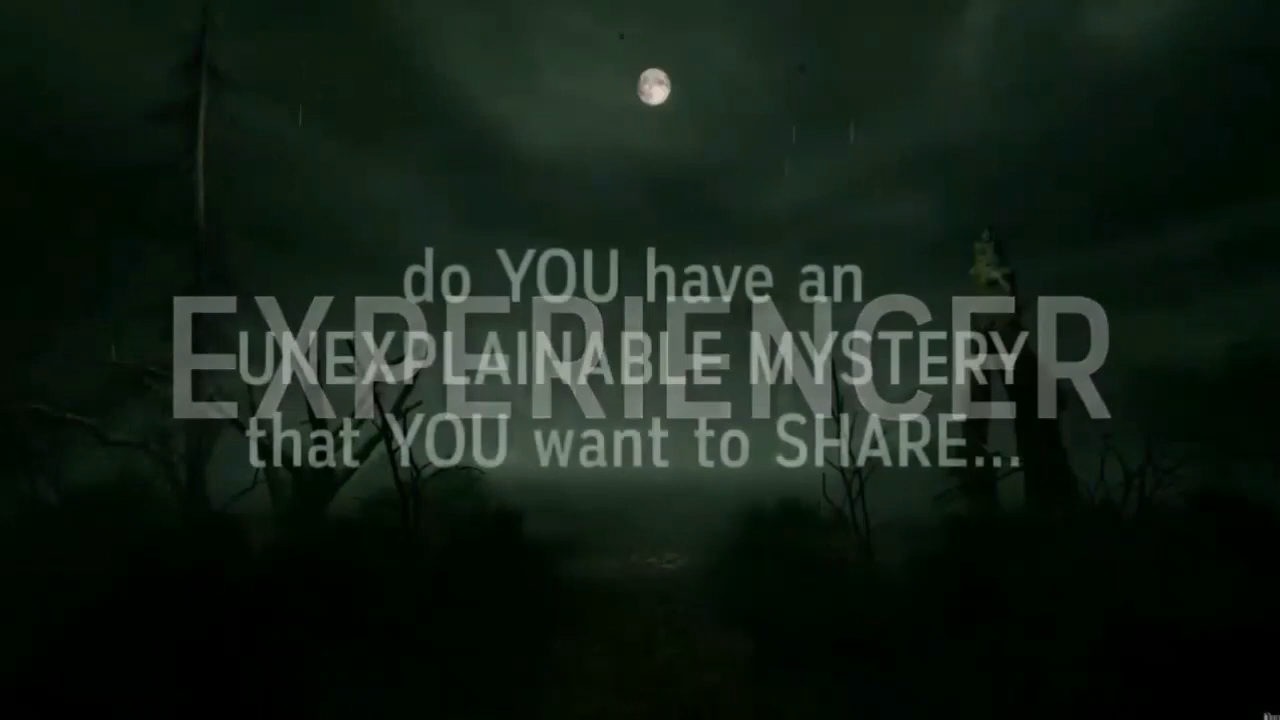 do YOU have an
EXPERIENCER
UNEXPLAINABLE MYSTERY
that YOU want to SHARE...